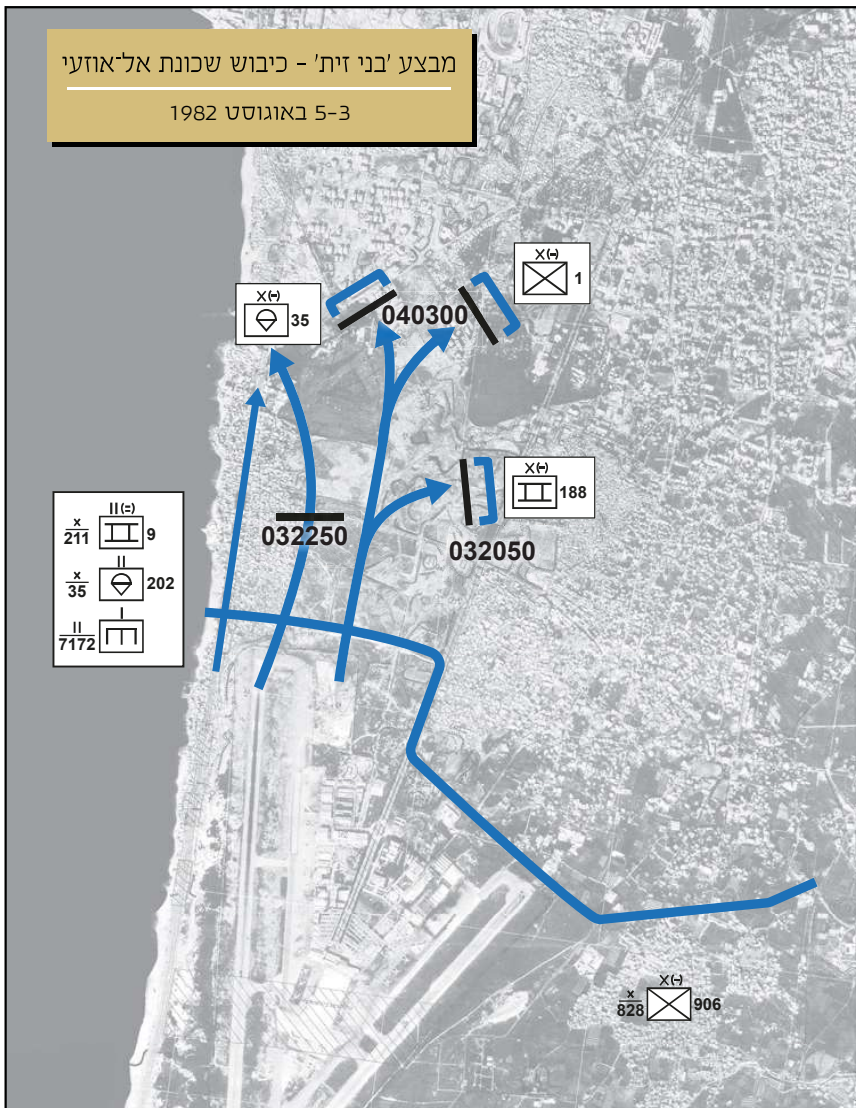 מבצע 'בני זית' - כיבוש שכונת אל־אוזעי
5-3 באוגוסט 1982
X(-)
1
X(-)
35
040300
X(-)
188
032250
032050
II(=)
x
211
9
II
x
35
202
I
II
7172
X(-)
x
828
906